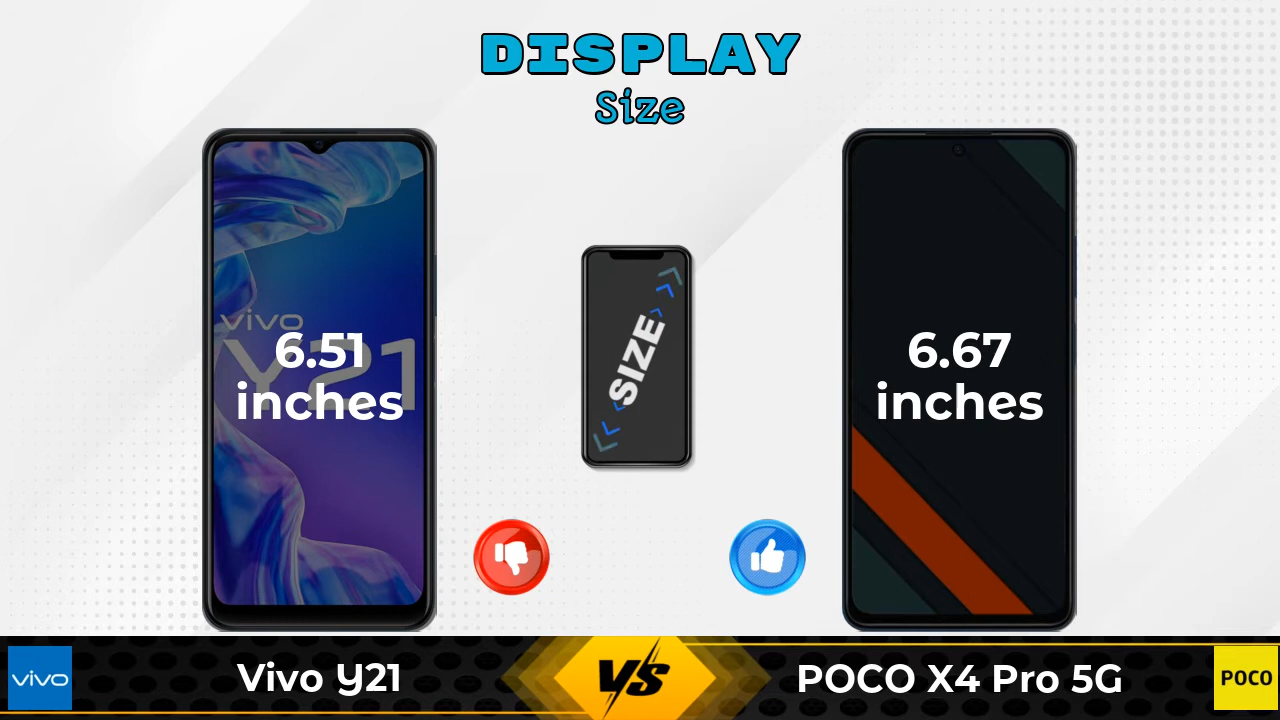 DISPLAY
Size
vivo
Y21
6.51
inches
SIZE
6.67
inches
vivo
Vivo Y21
VS
POCO X4 Pro 5G
POCO